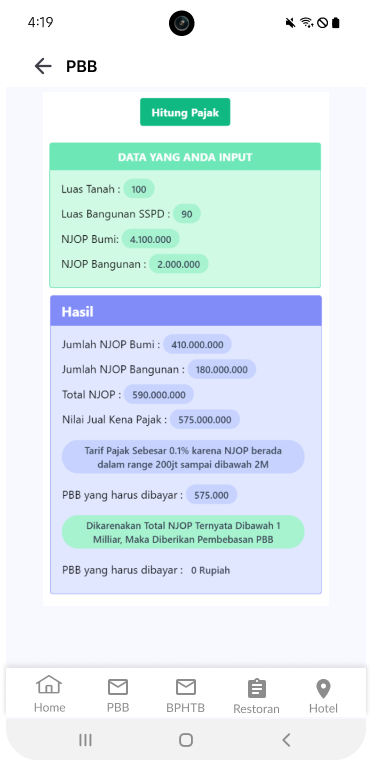 4:19
PBB
Hitung Pajak
DATA YANG ANDA INPUT
Luas Tanah : 100
Luas Bangunan SSPD : 90
NJOP Bumi: 4.100.000
NJOP Bangunan : 2.000.000
Hasil
Jumlah NJOP Bumi : 410.000.000
Jumlah NJOP Bangunan : 180.000.000
Total NJOP : 590.000.000
Nilai Jual Kena Pajak : 575.000.000
Tarif Pajak Sebesar 0.1% karena NJOP berada
dalam range 200jt sampai dibawah 2M
PBB yang harus dibayar : 575.000
Dikarenakan Total NJOP Ternyata Dibawah 1
Milliar, Maka Diberikan Pembebasan PBB
PBB yang harus dibayar : 0 Rupiah
Home PBB BPHTB Restoran Hotel